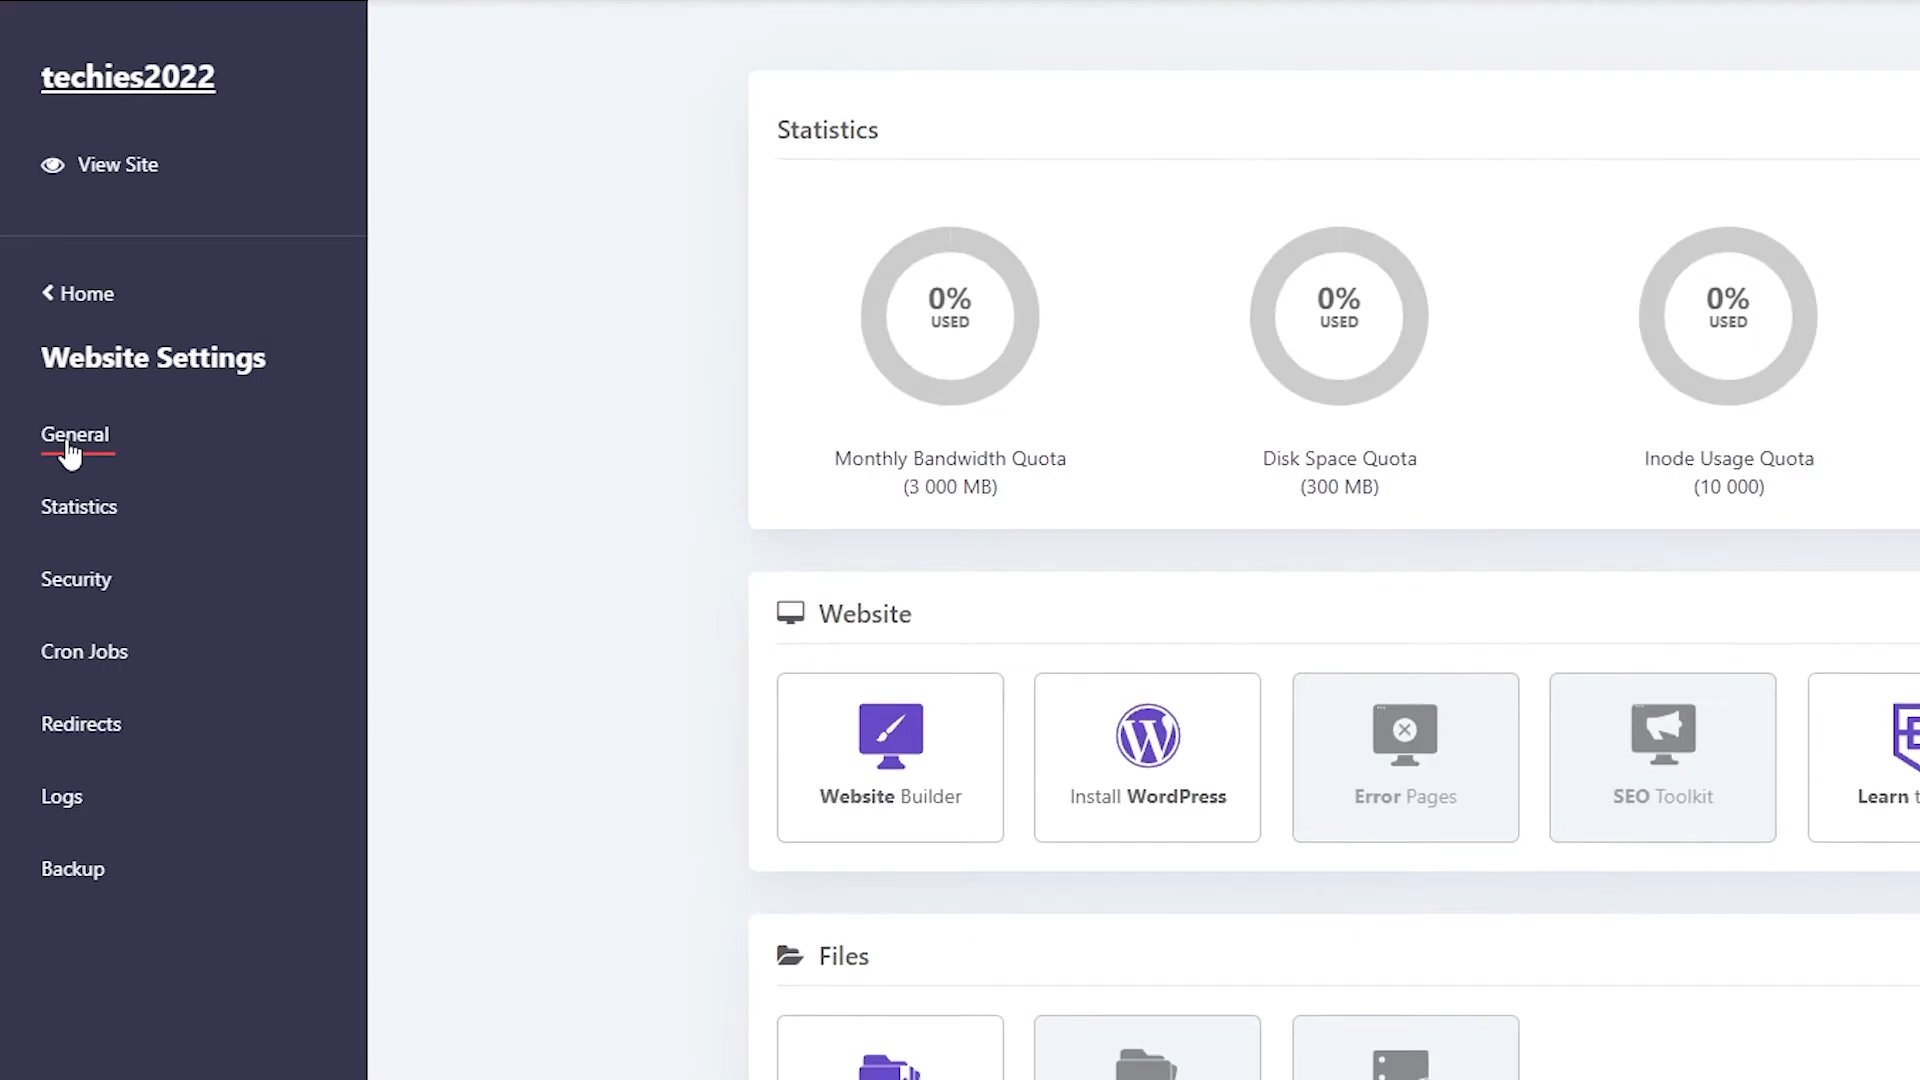 techies2022
View Site
Home
Website Settings
General
Statistics
Security
Cron Jobs
Redirects
Logs
Backup
Statistics
0%
USED
Monthly Bandwidth Quota
(3 000 MB)
0%
USED
Disk Space Quota
(300 MB)
0%
USED
Inode Usage Quota
(10 000)
Website
Website Builder
Install WordPress
Error Pages
SEO Toolkit
Learn t
Files